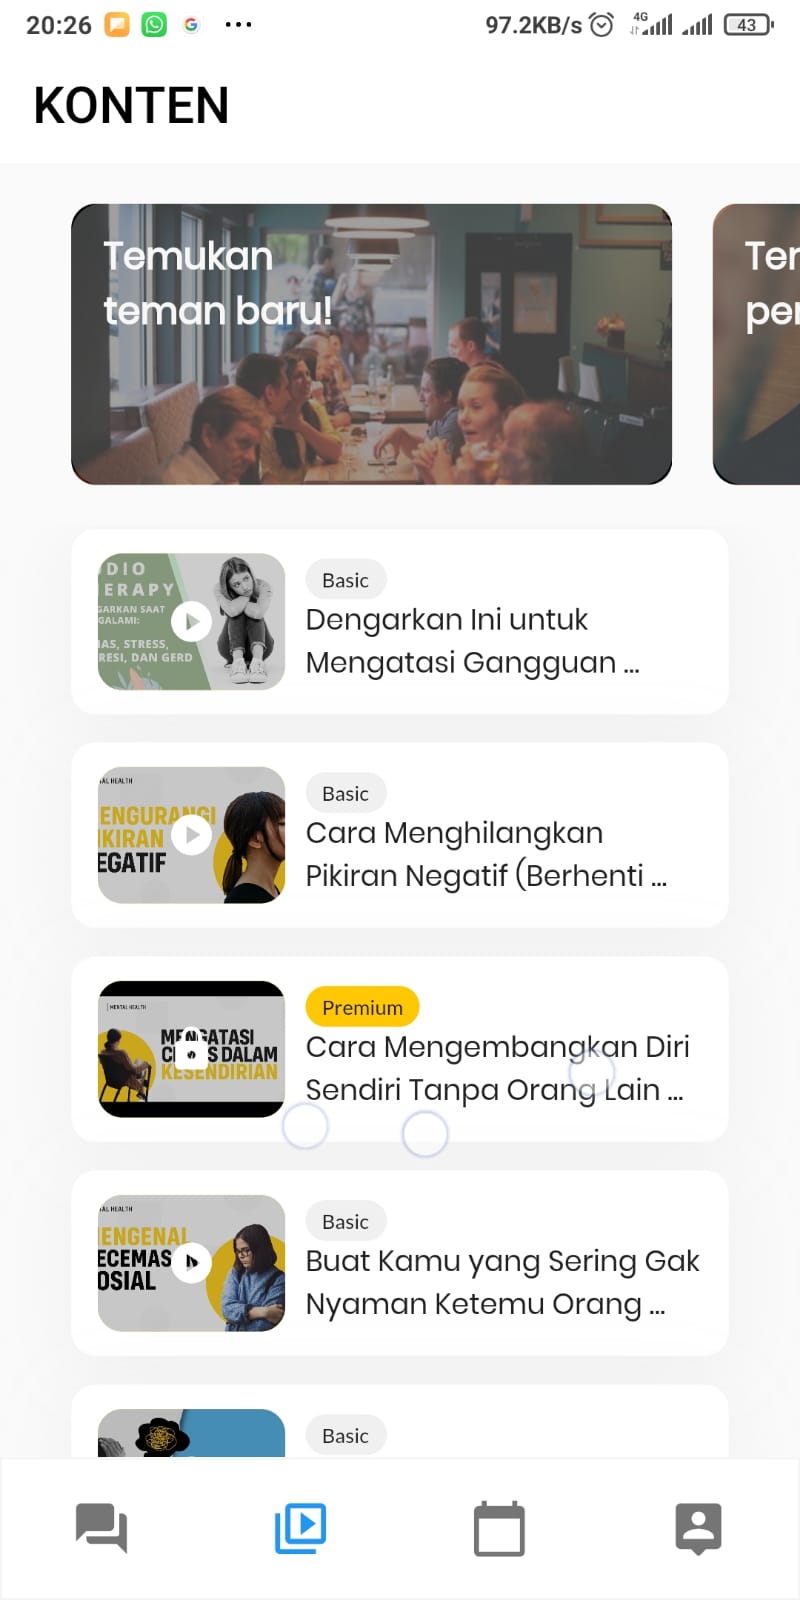 20:26
97.2KB/s
4G
43
KONTEN
Temukan
teman baru!
Ter
per
DIO
ERAPY
GARKAN SAAT
GALAMI:
AS, STRESS,
RESI, DAN GERD
Basic
Dengarkan Ini untuk
Mengatasi Gangguan ...
AL HEALTH
ENGURANGI
IKIRAN
EGATIF
Basic
Cara Menghilangkan
Pikiran Negatif (Berhenti ...
MENTAL HEALTH
MENGATASI
DALAM
KESENDIRIAN
Premium
Cara Mengembangkan Diri
Sendiri Tanpa Orang Lain ...
AL HEALTH
ENGENAL
ECEMAS
OSIAL
Basic
Buat Kamu yang Sering Gak
Nyaman Ketemu Orang ...
Basic